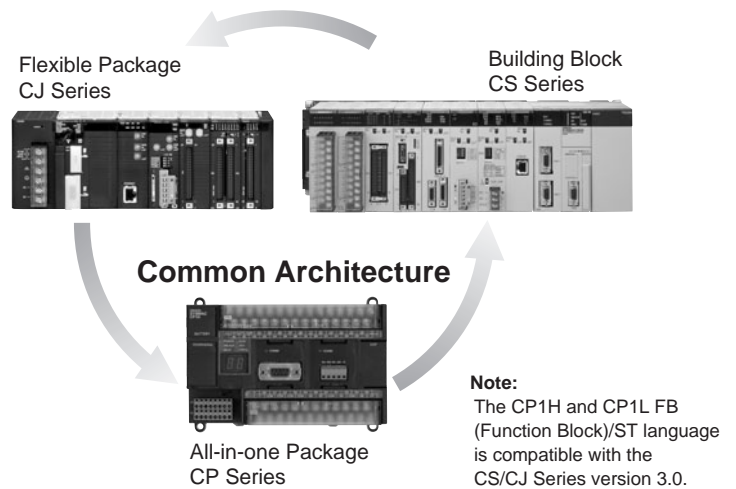 Flexible Package
CJ Series
Building Block
CS Series
Common Architecture
All-in-one Package
CP Series
Note:
The CP1H and CP1L FB
(Function Block)/ST language
is compatible with the
CS/CJ Series version 3.0.